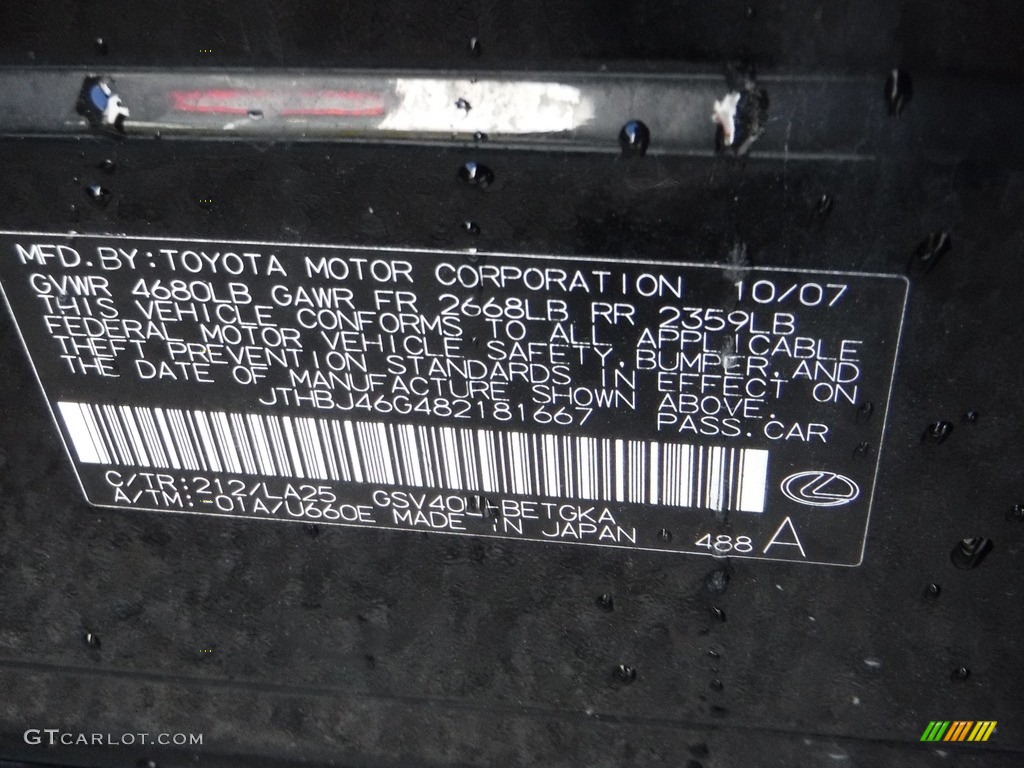 MFD.BY:TOYOTA MOTOR CORPORATION 10/07
GVWR 4680LB GAWR FR 2668LB RR 2359LB
THIS VEHICLE CONFORMS TO ALL APPLICABLE
FEDERAL MOTOR VEHICLE SAFETY,BUMPER,AND
THEFT PREVENTION STANDARDS IN EFFECT ON
THE DATE OF MANUFACTURE SHOWN ABOVE.
JTHBJ46G482181667 PASS.CAR
C/TR:212/LA25 GSV40L-BETGKA
A/TM:-01A/U660E MADE IN JAPAN 488 A
GTCARLOT.COM